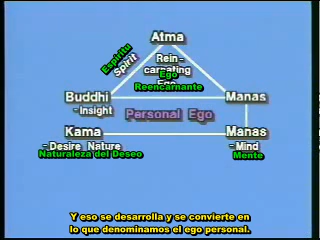 Atma
Espíritu
Spirit
Rein-
carnating
Ego
Ego
Reencarnante
Buddhi
- Insight
Manas
Personal Ego
Kama
- Desire Nature
Naturaleza del Deseo
Manas
- Mind
Mente
Y eso se desarrolla y se convierte en
lo que denominamos el ego personal.